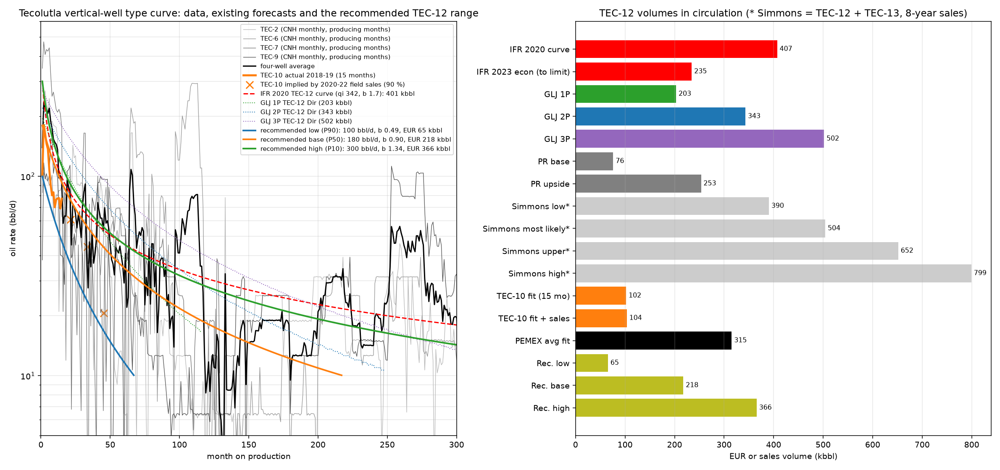 Tecolutla vertical-well type curve: data, existing forecasts and the recommended TEC-12 range
TEC-2 (CNH monthly, producing months)
TEC-6 (CNH monthly, producing months)
TEC-7 (CNH monthly, producing months)
TEC-9 (CNH monthly, producing months)
four-well average
TEC-10 actual 2018-19 (15 months)
TEC-10 implied by 2020-22 field sales (90 %)
IFR 2020 TEC-12 curve (qi 342, b 1.7): 401 kbbl
GLJ 1P TEC-12 Dir (203 kbbl)
GLJ 2P TEC-12 Dir (343 kbbl)
GLJ 3P TEC-12 Dir (502 kbbl)
recommended low (P90): 100 bbl/d, b 0.49, EUR 65 kbbl
recommended base (P50): 180 bbl/d, b 0.90, EUR 218 kbbl
recommended high (P10): 300 bbl/d, b 1.34, EUR 366 kbbl
oil rate (bbl/d)
10²
10¹
0 50 100 150 200 250 300
month on production
TEC-12 volumes in circulation (* Simmons = TEC-12 + TEC-13, 8-year sales)
IFR 2020 curve 407
IFR 2023 econ (to limit) 235
GLJ 1P 203
GLJ 2P 343
GLJ 3P 502
PR base 76
PR upside 253
Simmons low* 390
Simmons most likely* 504
Simmons upper* 652
Simmons high* 799
TEC-10 fit (15 mo) 102
TEC-10 fit + sales 104
PEMEX avg fit 315
Rec. low 65
Rec. base 218
Rec. high 366
0 100 200 300 400 500 600 700 800
EUR or sales volume (kbbl)